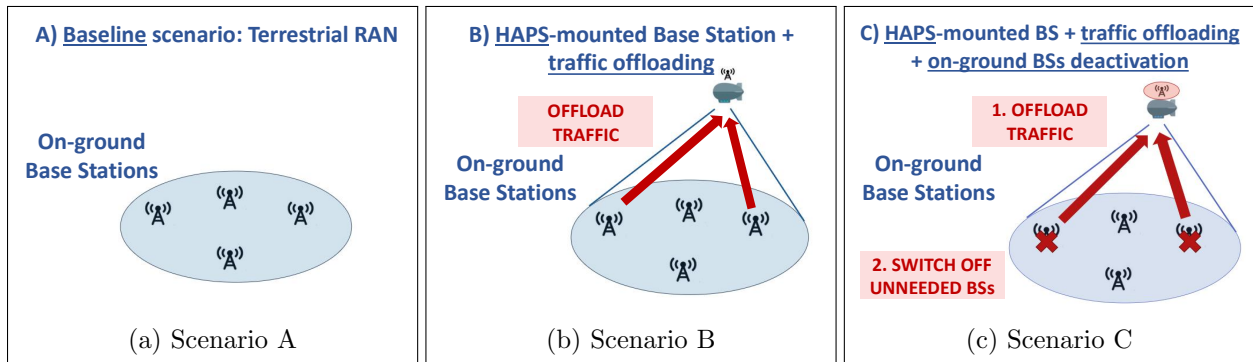 A) Baseline scenario: Terrestrial RAN
On-ground
Base Stations
(a) Scenario A
B) HAPS-mounted Base Station +
traffic offloading
OFFLOAD
TRAFFIC
On-ground
Base Stations
(b) Scenario B
C) HAPS-mounted BS + traffic offloading
+ on-ground BSs deactivation
1. OFFLOAD
TRAFFIC
On-ground
Base Stations
2. SWITCH OFF
UNNEEDED BSs
(c) Scenario C